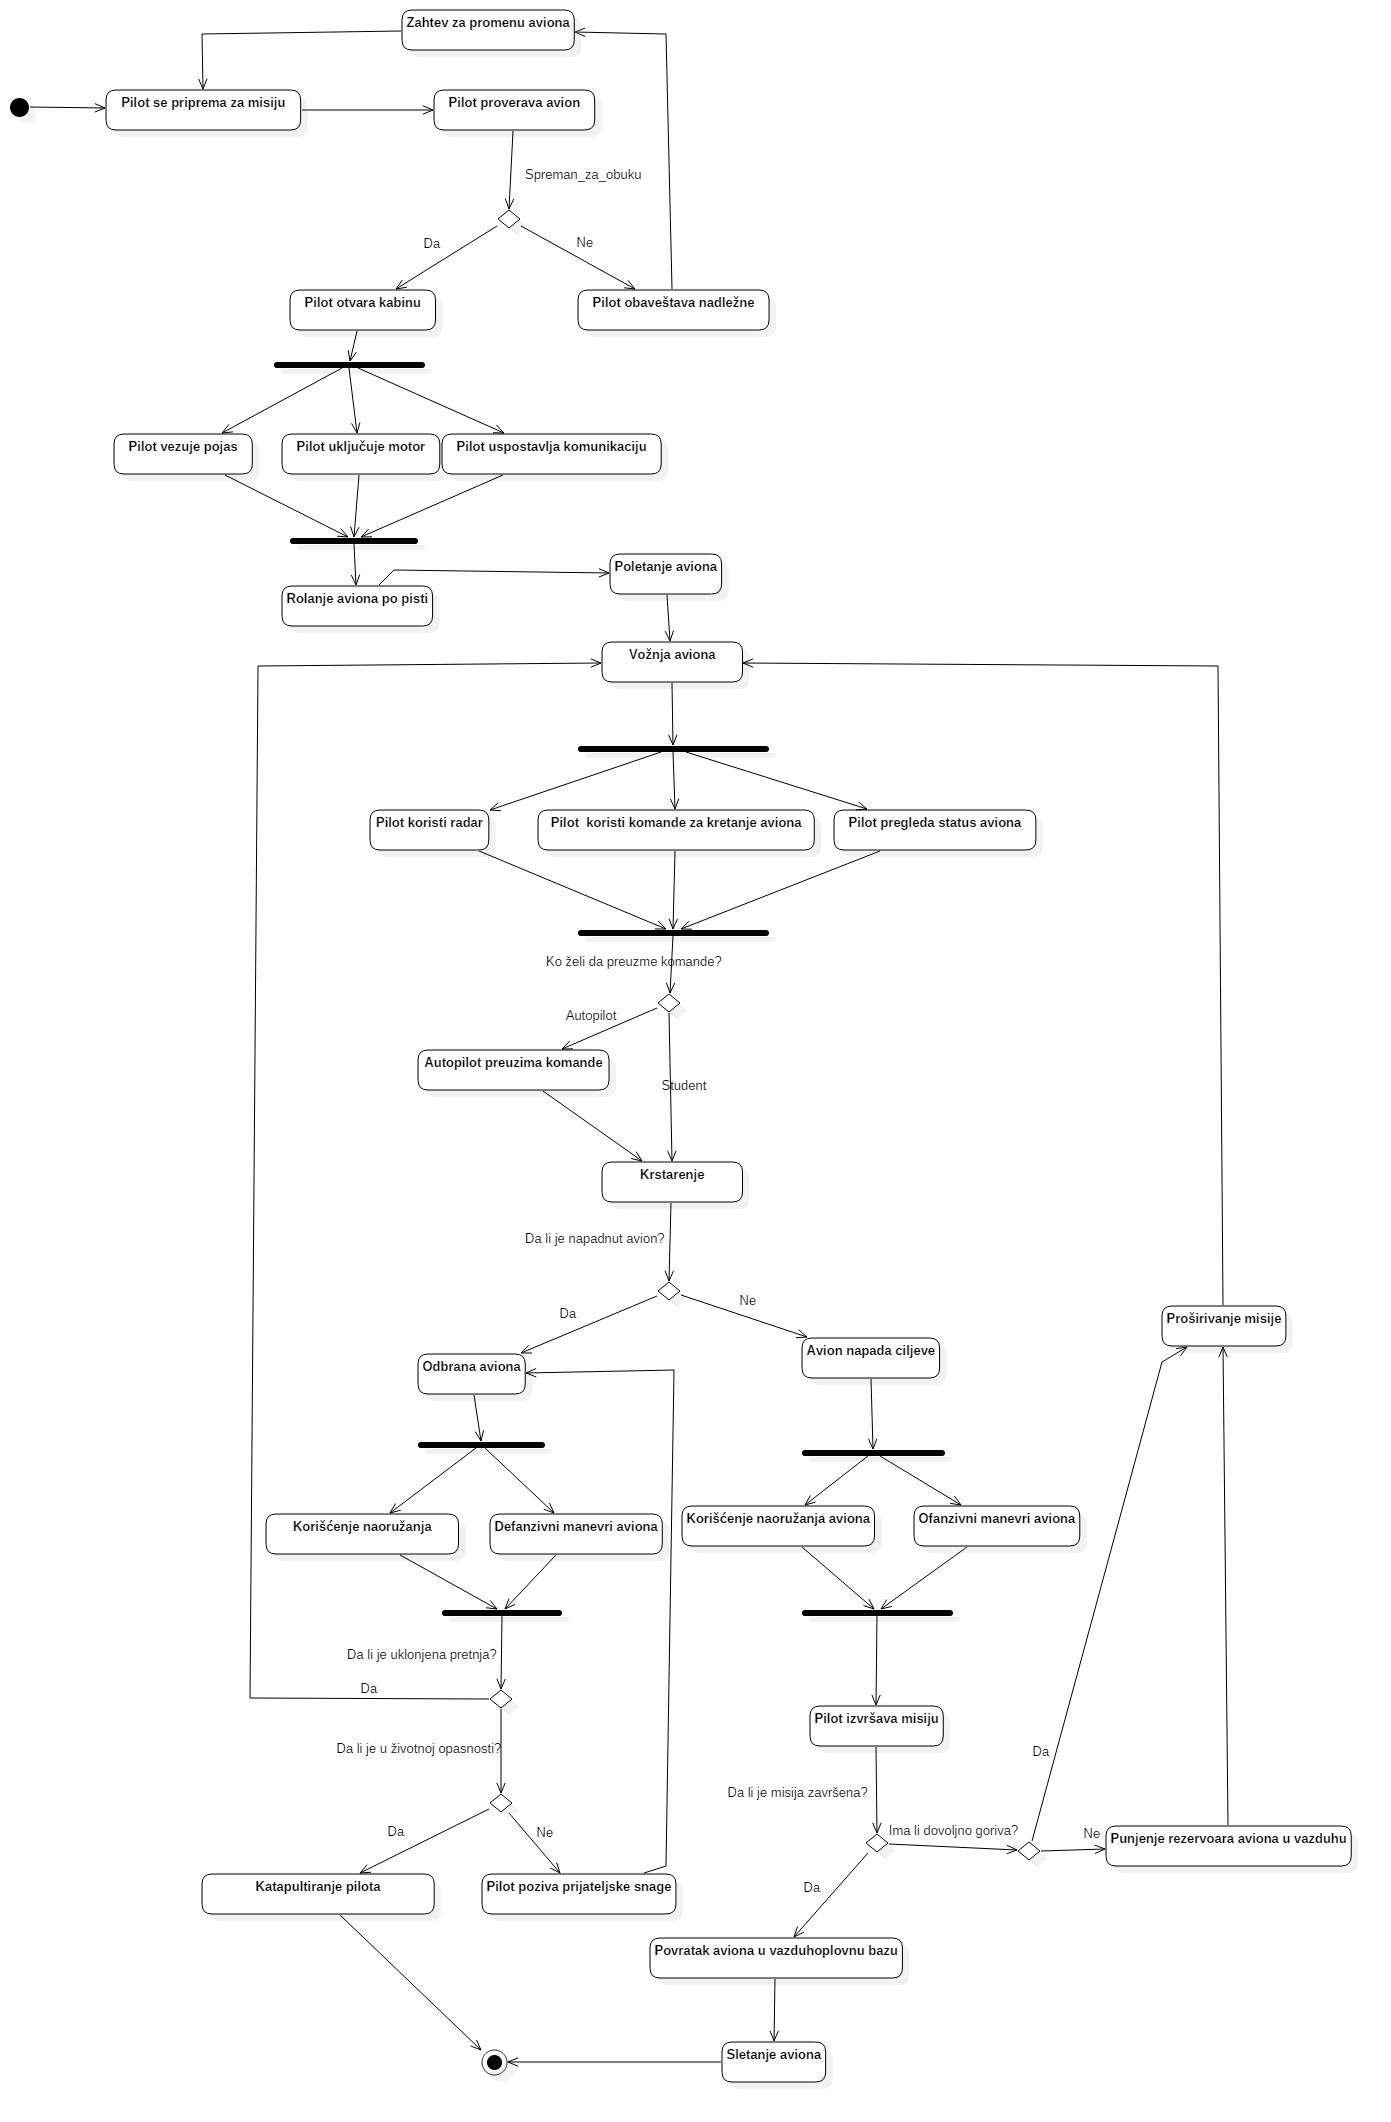 Zahtev za promenu aviona
Pilot se priprema za misiju
Pilot proverava avion
Spreman_za_obuku
Da
Ne
Pilot otvara kabinu
Pilot obaveštava nadležne
Pilot vezuje pojas
Pilot uključuje motor
Pilot uspostavlja komunikaciju
Poletanje aviona
Rolanje aviona po pisti
Vožnja aviona
Pilot koristi radar
Pilot  koristi komande za kretanje aviona
Pilot pregleda status aviona
Ko želi da preuzme komande?
Autopilot
Autopilot preuzima komande
Student
Krstarenje
Da li je napadnut avion?
Da
Ne
Proširivanje misije
Avion napada ciljeve
Odbrana aviona
Korišćenje naoružanja
Defanzivni manevri aviona
Korišćenje naoružanja aviona
Ofanzivni manevri aviona
Da li je uklonjena pretnja?
Da
Pilot izvršava misiju
Da li je u životnoj opasnosti?
Da
Da li je misija završena?
Da
Ne
Ima li dovoljno goriva?
Ne
Punjenje rezervoara aviona u vazduhu
Katapultiranje pilota
Pilot poziva prijateljske snage
Da
Povratak aviona u vazduhoplovnu bazu
Sletanje aviona